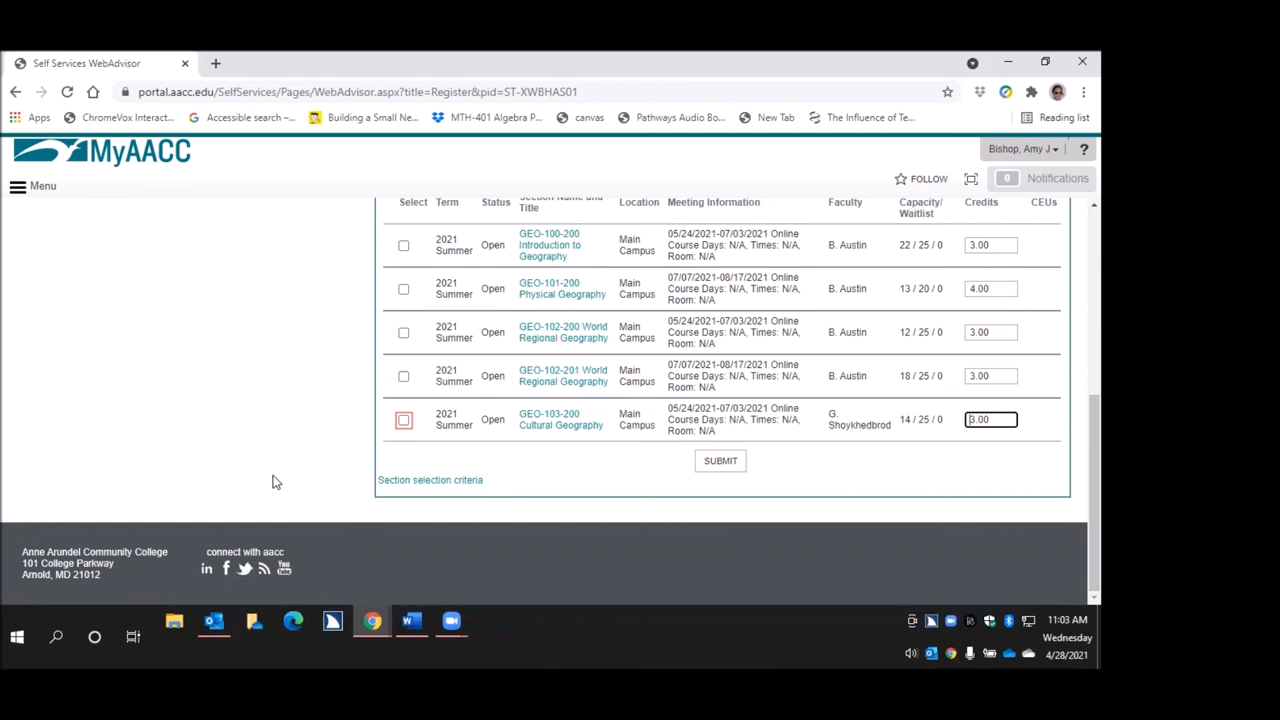 Self Services WebAdvisor
portal.aacc.edu/SelfServices/Pages/WebAdvisor.aspx?title=Register&pid=ST-XWBHAS01
Apps ChromeVox Interact... Accessible search –... Building a Small Ne... MTH-401 Algebra P... canvas Pathways Audio Bo... New Tab The Influence of Te... Reading list
MyAACC
Bishop, Amy J ?
Menu
FOLLOW 0 Notifications
Select Term Status Section Name and Title Location Meeting Information Faculty Capacity/ Waitlist Credits CEUs
2021 Summer Open GEO-100-200 Introduction to Geography Main Campus 05/24/2021-07/03/2021 Online Course Days: N/A, Times: N/A, Room: N/A B. Austin 22 / 25 / 0 3.00
2021 Summer Open GEO-101-200 Physical Geography Main Campus 07/07/2021-08/17/2021 Online Course Days: N/A, Times: N/A, Room: N/A B. Austin 13 / 20 / 0 4.00
2021 Summer Open GEO-102-200 World Regional Geography Main Campus 05/24/2021-07/03/2021 Online Course Days: N/A, Times: N/A, Room: N/A B. Austin 12 / 25 / 0 3.00
2021 Summer Open GEO-102-201 World Regional Geography Main Campus 07/07/2021-08/17/2021 Online Course Days: N/A, Times: N/A, Room: N/A B. Austin 18 / 25 / 0 3.00
2021 Summer Open GEO-103-200 Cultural Geography Main Campus 05/24/2021-07/03/2021 Online Course Days: N/A, Times: N/A, Room: N/A G. Shoykhedbrod 14 / 25 / 0 3.00
SUBMIT
Section selection criteria
Anne Arundel Community College
101 College Parkway
Arnold, MD 21012
connect with aacc
in f You
11:03 AM
Wednesday
4/28/2021